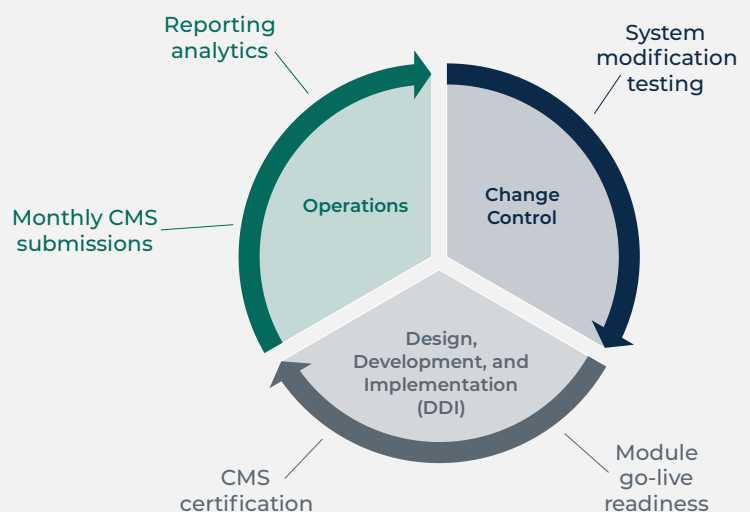 Reporting
analytics
System
modification
testing
Operations
Change
Control
Monthly CMS
submissions
Design,
Development, and
Implementation
(DDI)
CMS
certification
Module
go-live
readiness